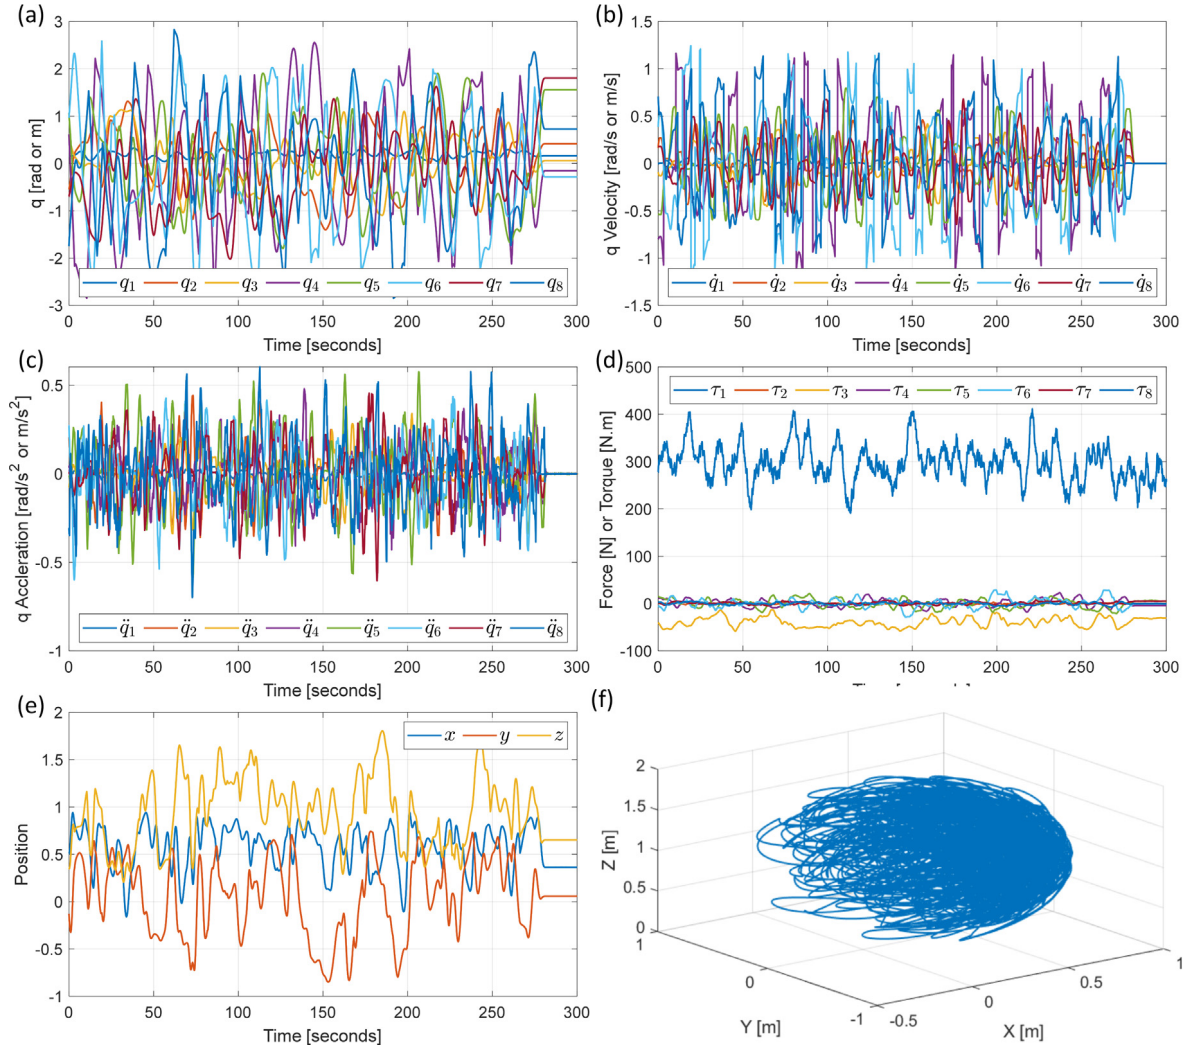 (a)
3
2
1
0
-1
-2
-3
q [rad or m]
q1 q2 q3 q4 q5 q6 q7 q8
0 50 100 150 200 250 300
Time [seconds]
(b)
1.5
1
0.5
0
-0.5
-1
-1.5
q Velocity [rad/s or m/s]
q̇1 q̇2 q̇3 q̇4 q̇5 q̇6 q̇7 q̇8
0 50 100 150 200 250 300
Time [seconds]
(c)
0.5
0
-0.5
-1
q Accleration [rad/s² or m/s²]
q̈1 q̈2 q̈3 q̈4 q̈5 q̈6 q̈7 q̈8
0 50 100 150 200 250 300
Time [seconds]
(d)
500
400
300
200
100
0
-100
Force [N] or Torque [N.m]
τ1 τ2 τ3 τ4 τ5 τ6 τ7 τ8
0 50 100 150 200 250 300
(e)
2
1.5
1
0.5
0
-0.5
-1
Position
x y z
0 50 100 150 200 250 300
Time [seconds]
(f)
2
1.5
1
0.5
0
Z [m]
1
0
-1
Y [m]
-0.5
0
0.5
1
X [m]